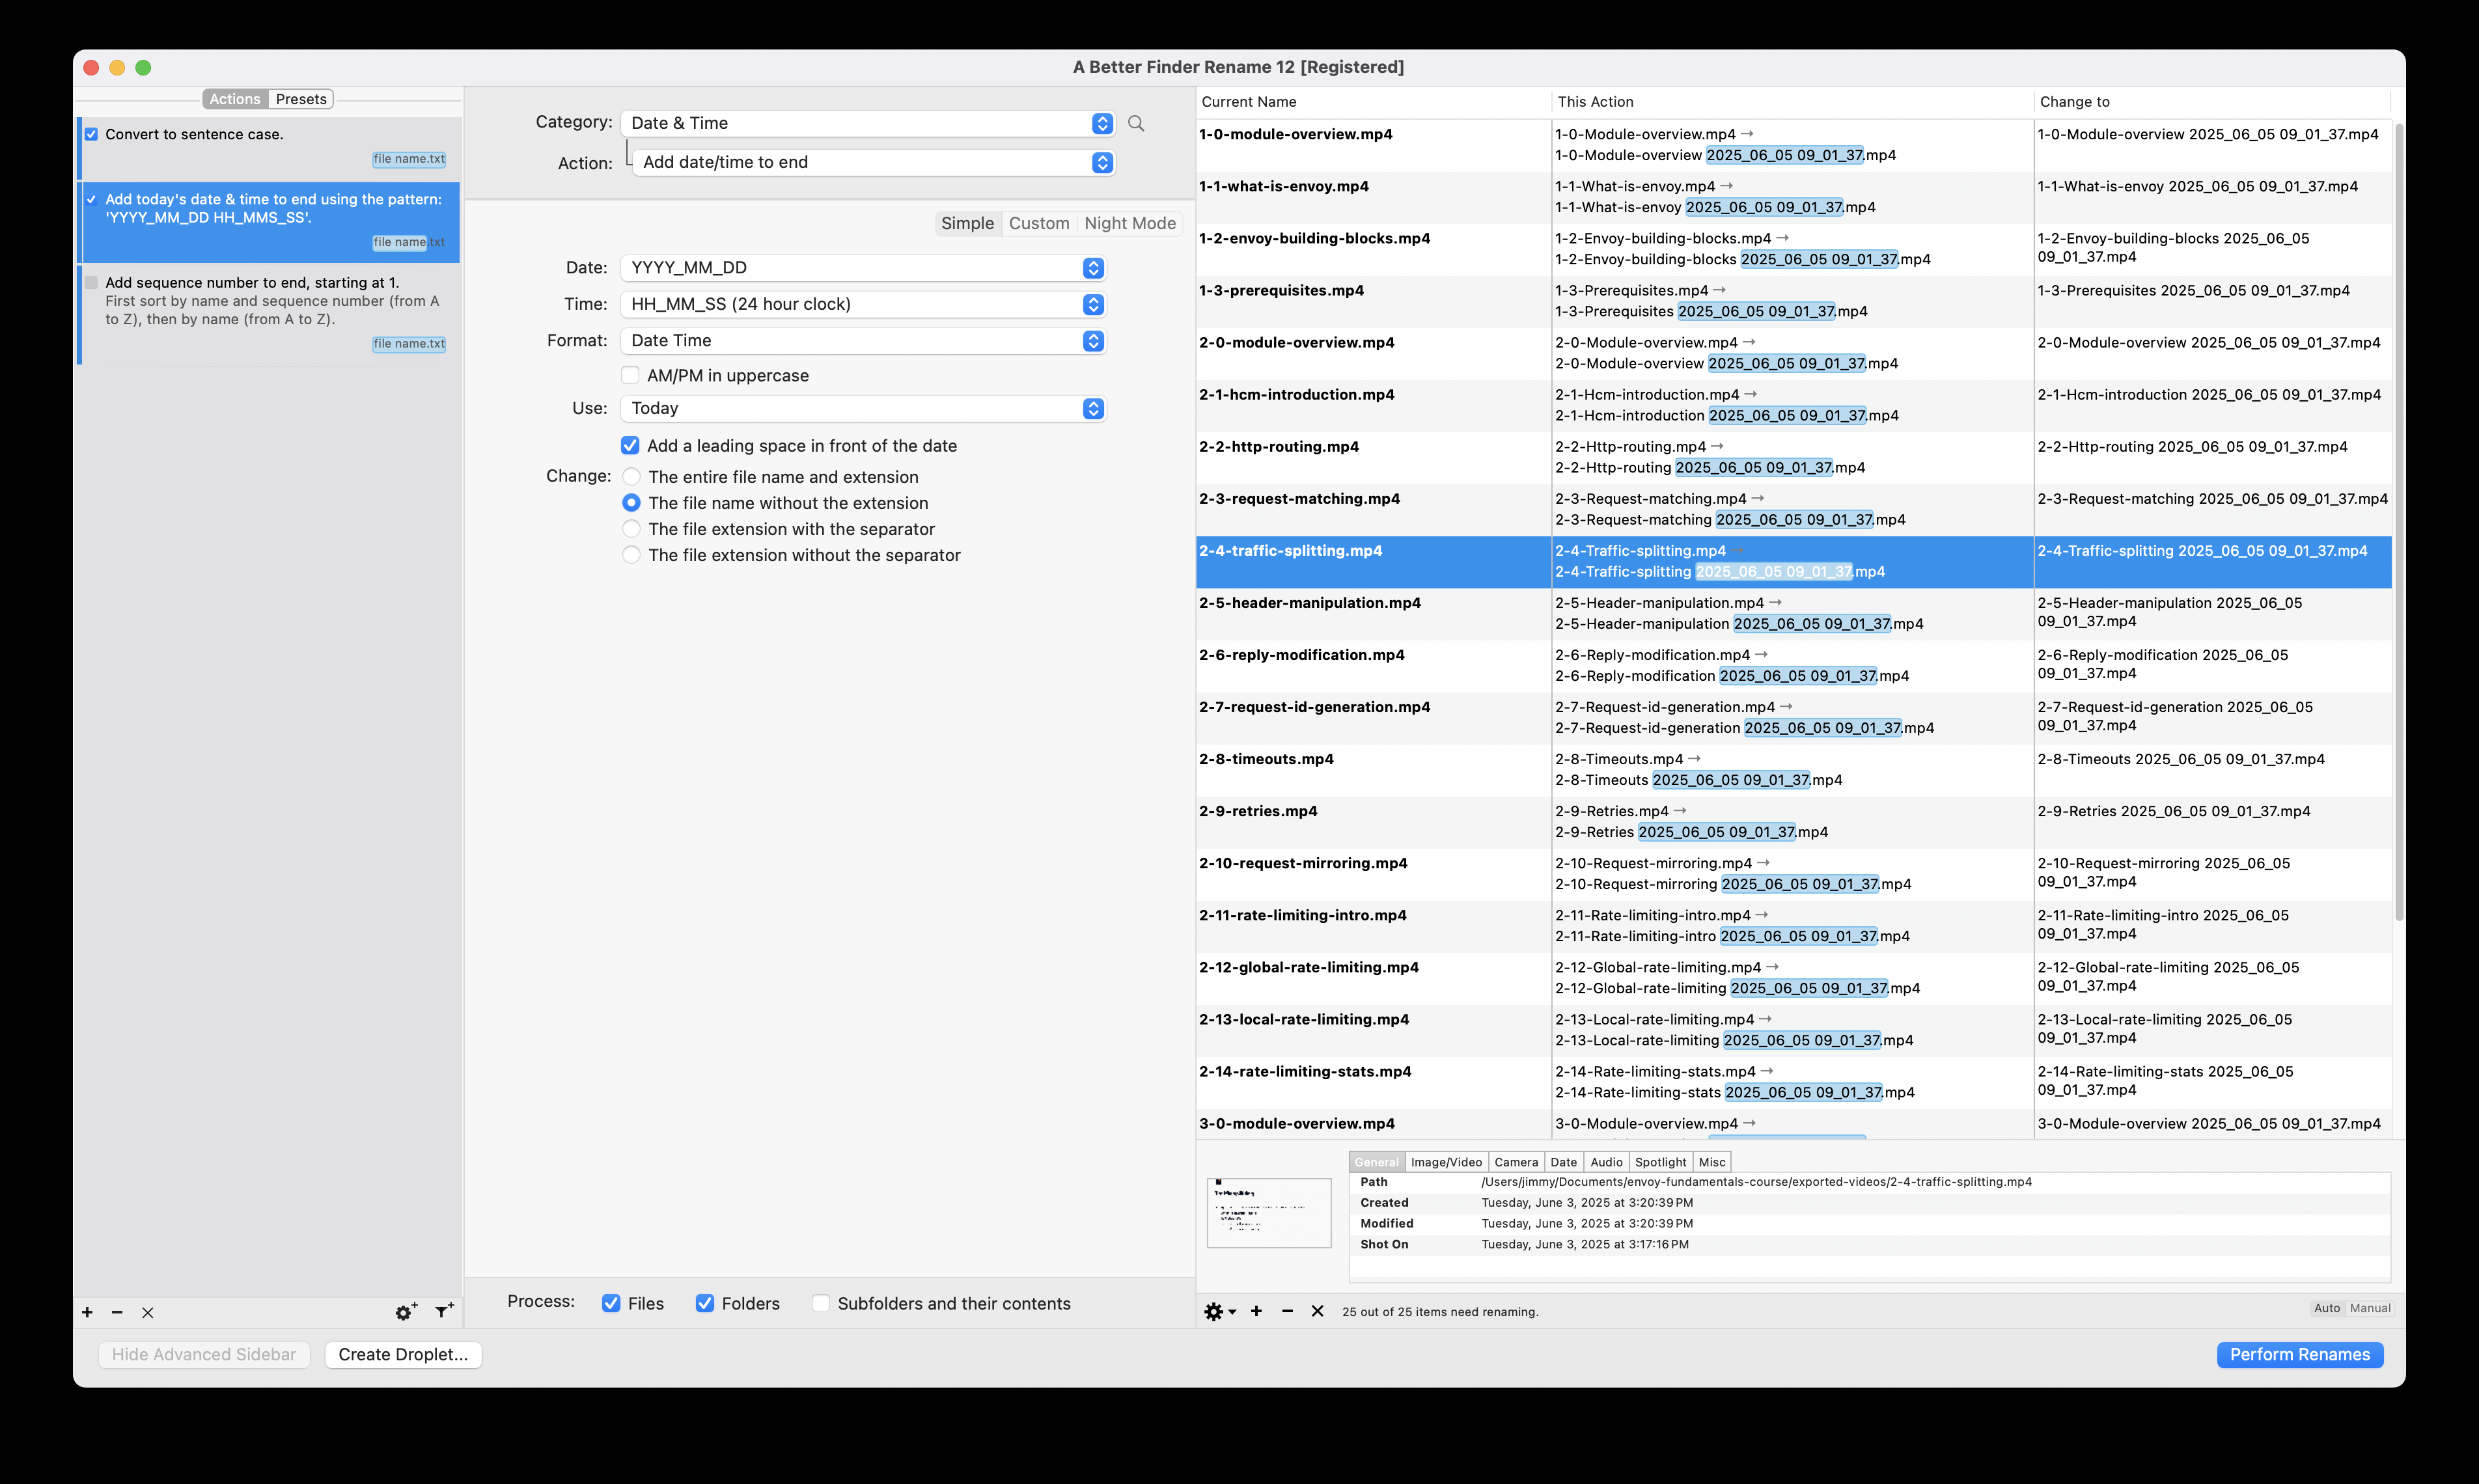 A Better Finder Rename 12 [Registered]
Actions Presets
Convert to sentence case.
file name.txt
Add today's date & time to end using the pattern:
'YYYY_MM_DD HH_MMS_SS'.
file name.txt
Add sequence number to end, starting at 1.
First sort by name and sequence number (from A
to Z), then by name (from A to Z).
file name.txt
Hide Advanced Sidebar
Create Droplet...
Category: Date & Time
Action: Add date/time to end
Simple Custom Night Mode
Date: YYYY_MM_DD
Time: HH_MM_SS (24 hour clock)
Format: Date Time
AM/PM in uppercase
Use: Today
Add a leading space in front of the date
Change: The entire file name and extension
The file name without the extension
The file extension with the separator
The file extension without the separator
Process: Files Folders Subfolders and their contents
Current Name This Action Change to
1-0-module-overview.mp4 1-0-Module-overview.mp4 → 1-0-Module-overview 2025_06_05 09_01_37.mp4
1-0-Module-overview 2025_06_05 09_01_37.mp4
1-1-what-is-envoy.mp4 1-1-What-is-envoy.mp4 → 1-1-What-is-envoy 2025_06_05 09_01_37.mp4
1-1-What-is-envoy 2025_06_05 09_01_37.mp4
1-2-envoy-building-blocks.mp4 1-2-Envoy-building-blocks.mp4 → 1-2-Envoy-building-blocks 2025_06_05
1-2-Envoy-building-blocks 2025_06_05 09_01_37.mp4 09_01_37.mp4
1-3-prerequisites.mp4 1-3-Prerequisites.mp4 → 1-3-Prerequisites 2025_06_05 09_01_37.mp4
1-3-Prerequisites 2025_06_05 09_01_37.mp4
2-0-module-overview.mp4 2-0-Module-overview.mp4 → 2-0-Module-overview 2025_06_05 09_01_37.mp4
2-0-Module-overview 2025_06_05 09_01_37.mp4
2-1-hcm-introduction.mp4 2-1-Hcm-introduction.mp4 → 2-1-Hcm-introduction 2025_06_05 09_01_37.mp4
2-1-Hcm-introduction 2025_06_05 09_01_37.mp4
2-2-http-routing.mp4 2-2-Http-routing.mp4 → 2-2-Http-routing 2025_06_05 09_01_37.mp4
2-2-Http-routing 2025_06_05 09_01_37.mp4
2-3-request-matching.mp4 2-3-Request-matching.mp4 → 2-3-Request-matching 2025_06_05 09_01_37.mp4
2-3-Request-matching 2025_06_05 09_01_37.mp4
2-4-traffic-splitting.mp4 2-4-Traffic-splitting.mp4 → 2-4-Traffic-splitting 2025_06_05 09_01_37.mp4
2-4-Traffic-splitting 2025_06_05 09_01_37.mp4
2-5-header-manipulation.mp4 2-5-Header-manipulation.mp4 → 2-5-Header-manipulation 2025_06_05
2-5-Header-manipulation 2025_06_05 09_01_37.mp4 09_01_37.mp4
2-6-reply-modification.mp4 2-6-Reply-modification.mp4 → 2-6-Reply-modification 2025_06_05
2-6-Reply-modification 2025_06_05 09_01_37.mp4 09_01_37.mp4
2-7-request-id-generation.mp4 2-7-Request-id-generation.mp4 → 2-7-Request-id-generation 2025_06_05
2-7-Request-id-generation 2025_06_05 09_01_37.mp4 09_01_37.mp4
2-8-timeouts.mp4 2-8-Timeouts.mp4 → 2-8-Timeouts 2025_06_05 09_01_37.mp4
2-8-Timeouts 2025_06_05 09_01_37.mp4
2-9-retries.mp4 2-9-Retries.mp4 → 2-9-Retries 2025_06_05 09_01_37.mp4
2-9-Retries 2025_06_05 09_01_37.mp4
2-10-request-mirroring.mp4 2-10-Request-mirroring.mp4 → 2-10-Request-mirroring 2025_06_05
2-10-Request-mirroring 2025_06_05 09_01_37.mp4 09_01_37.mp4
2-11-rate-limiting-intro.mp4 2-11-Rate-limiting-intro.mp4 → 2-11-Rate-limiting-intro 2025_06_05
2-11-Rate-limiting-intro 2025_06_05 09_01_37.mp4 09_01_37.mp4
2-12-global-rate-limiting.mp4 2-12-Global-rate-limiting.mp4 → 2-12-Global-rate-limiting 2025_06_05
2-12-Global-rate-limiting 2025_06_05 09_01_37.mp4 09_01_37.mp4
2-13-local-rate-limiting.mp4 2-13-Local-rate-limiting.mp4 → 2-13-Local-rate-limiting 2025_06_05
2-13-Local-rate-limiting 2025_06_05 09_01_37.mp4 09_01_37.mp4
2-14-rate-limiting-stats.mp4 2-14-Rate-limiting-stats.mp4 → 2-14-Rate-limiting-stats 2025_06_05
2-14-Rate-limiting-stats 2025_06_05 09_01_37.mp4 09_01_37.mp4
3-0-module-overview.mp4 3-0-Module-overview.mp4 → 3-0-Module-overview 2025_06_05 09_01_37.mp4
General Image/Video Camera Date Audio Spotlight Misc
Path /Users/jimmy/Documents/envoy-fundamentals-course/exported-videos/2-4-traffic-splitting.mp4
Created Tuesday, June 3, 2025 at 3:20:39 PM
Modified Tuesday, June 3, 2025 at 3:20:39 PM
Shot On Tuesday, June 3, 2025 at 3:17:16 PM
25 out of 25 items need renaming.
Auto Manual
Perform Renames